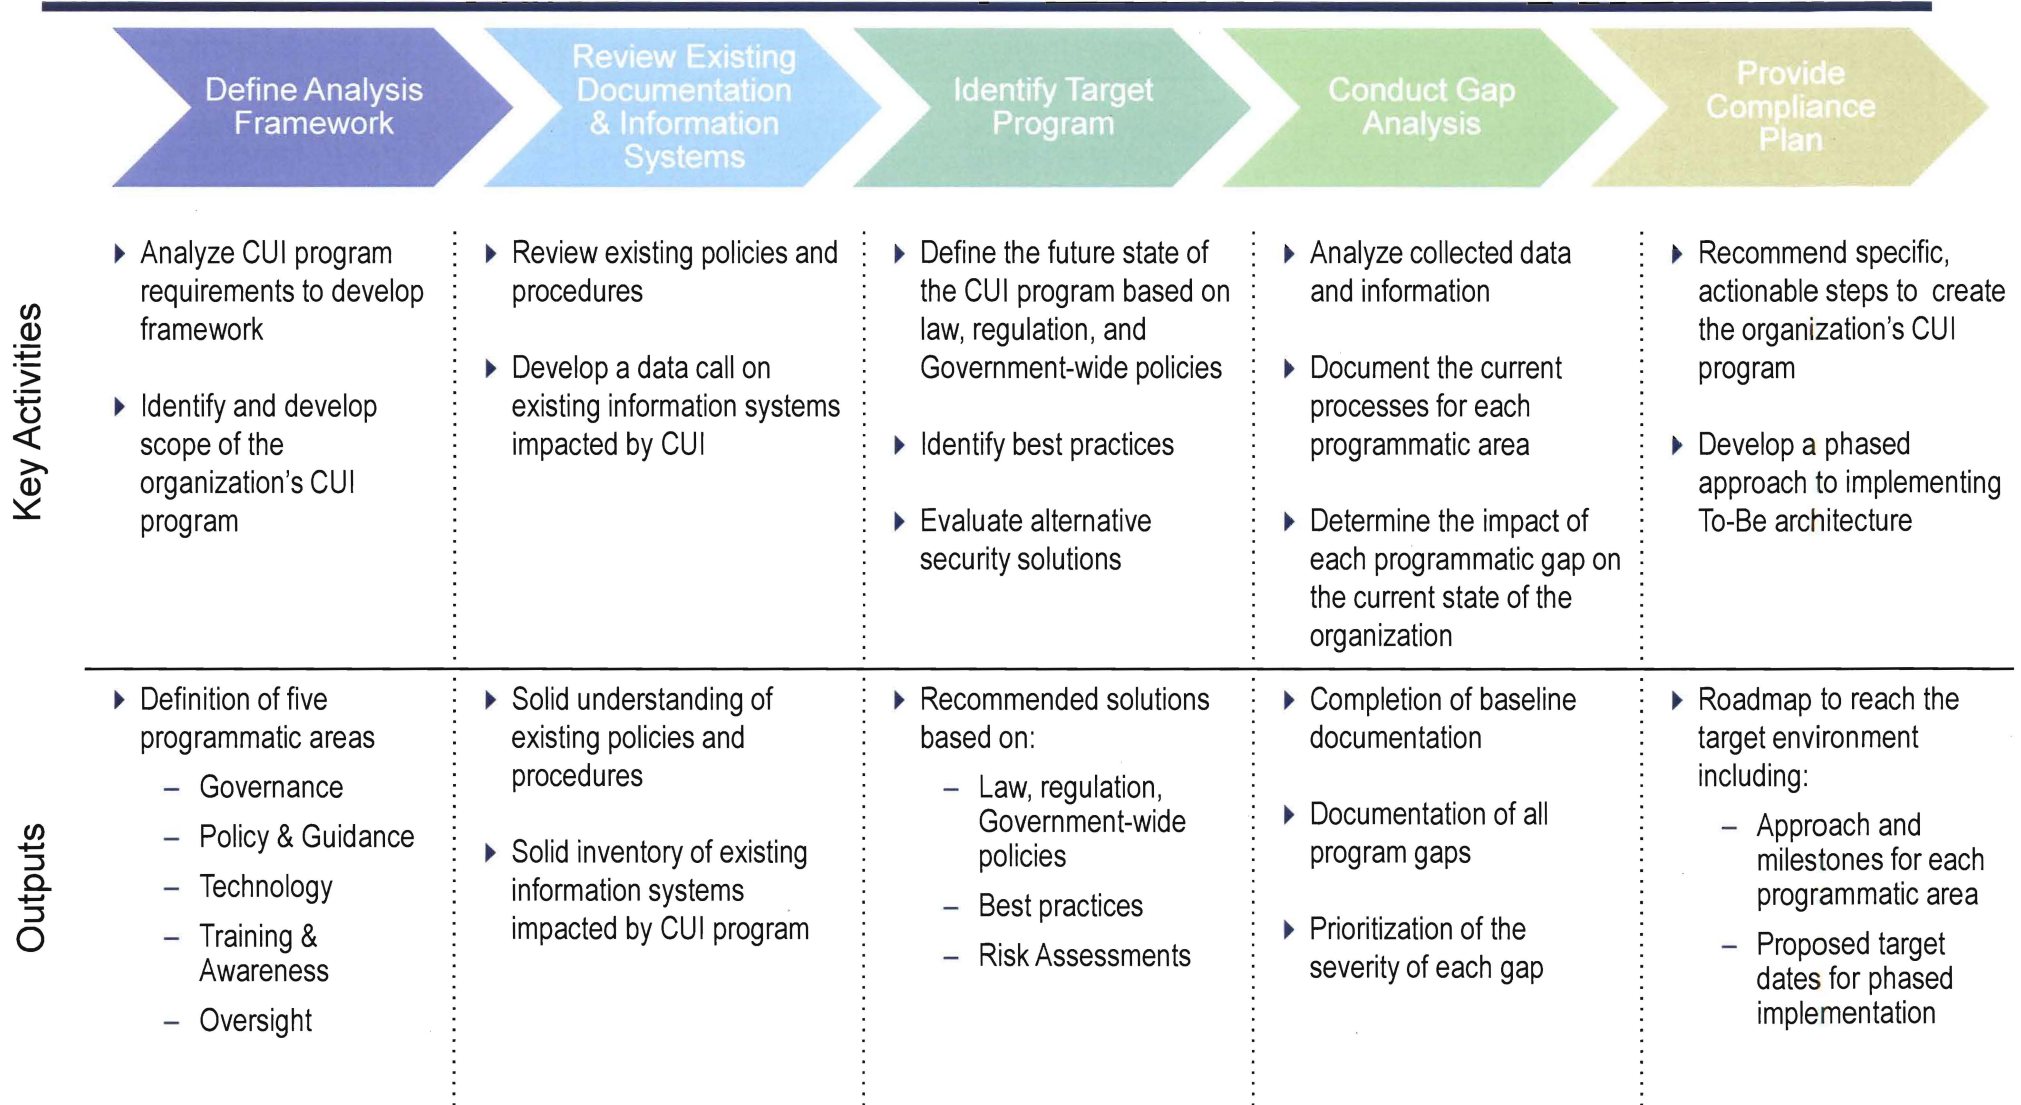 Define Analysis
Framework
Review Existing
Documentation
& Information
Systems
Identify Target
Program
Conduct Gap
Analysis
Provide
Compliance
Plan
Key Activities
Analyze CUI program
requirements to develop
framework
Identify and develop
scope of the
organization's CUI
program
Review existing policies and
procedures
Develop a data call on
existing information systems
impacted by CUI
Define the future state of
the CUI program based on
law, regulation, and
Government-wide policies
Identify best practices
Evaluate alternative
security solutions
Analyze collected data
and information
Document the current
processes for each
programmatic area
Determine the impact of
each programmatic gap on
the current state of the
organization
Recommend specific,
actionable steps to create
the organization's CUI
program
Develop a phased
approach to implementing
To-Be architecture
Outputs
Definition of five
programmatic areas
– Governance
– Policy & Guidance
– Technology
– Training &
Awareness
– Oversight
Solid understanding of
existing policies and
procedures
Solid inventory of existing
information systems
impacted by CUI program
Recommended solutions
based on:
– Law, regulation,
Government-wide
policies
– Best practices
– Risk Assessments
Completion of baseline
documentation
Documentation of all
program gaps
Prioritization of the
severity of each gap
Roadmap to reach the
target environment
including:
– Approach and
milestones for each
programmatic area
– Proposed target
dates for phased
implementation